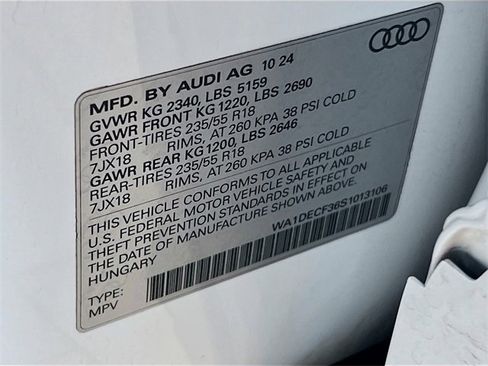 MFD. BY AUDI AG 10 24
GVWR KG 2340, LBS 5159
GAWR FRONT KG 1220, LBS 2690
FRONT-TIRES 235/55 R18
7JX18 RIMS, AT 260 KPA 38 PSI COLD
GAWR REAR KG 1200, LBS 2646
REAR-TIRES 235/55 R18
7JX18 RIMS, AT 260 KPA 38 PSI COLD
THIS VEHICLE CONFORMS TO ALL APPLICABLE
U.S. FEDERAL MOTOR VEHICLE SAFETY AND
THEFT PREVENTION STANDARDS IN EFFECT ON
THE DATE OF MANUFACTURE SHOWN ABOVE.
HUNGARY
WA1DECF36S1013106
TYPE:
MPV